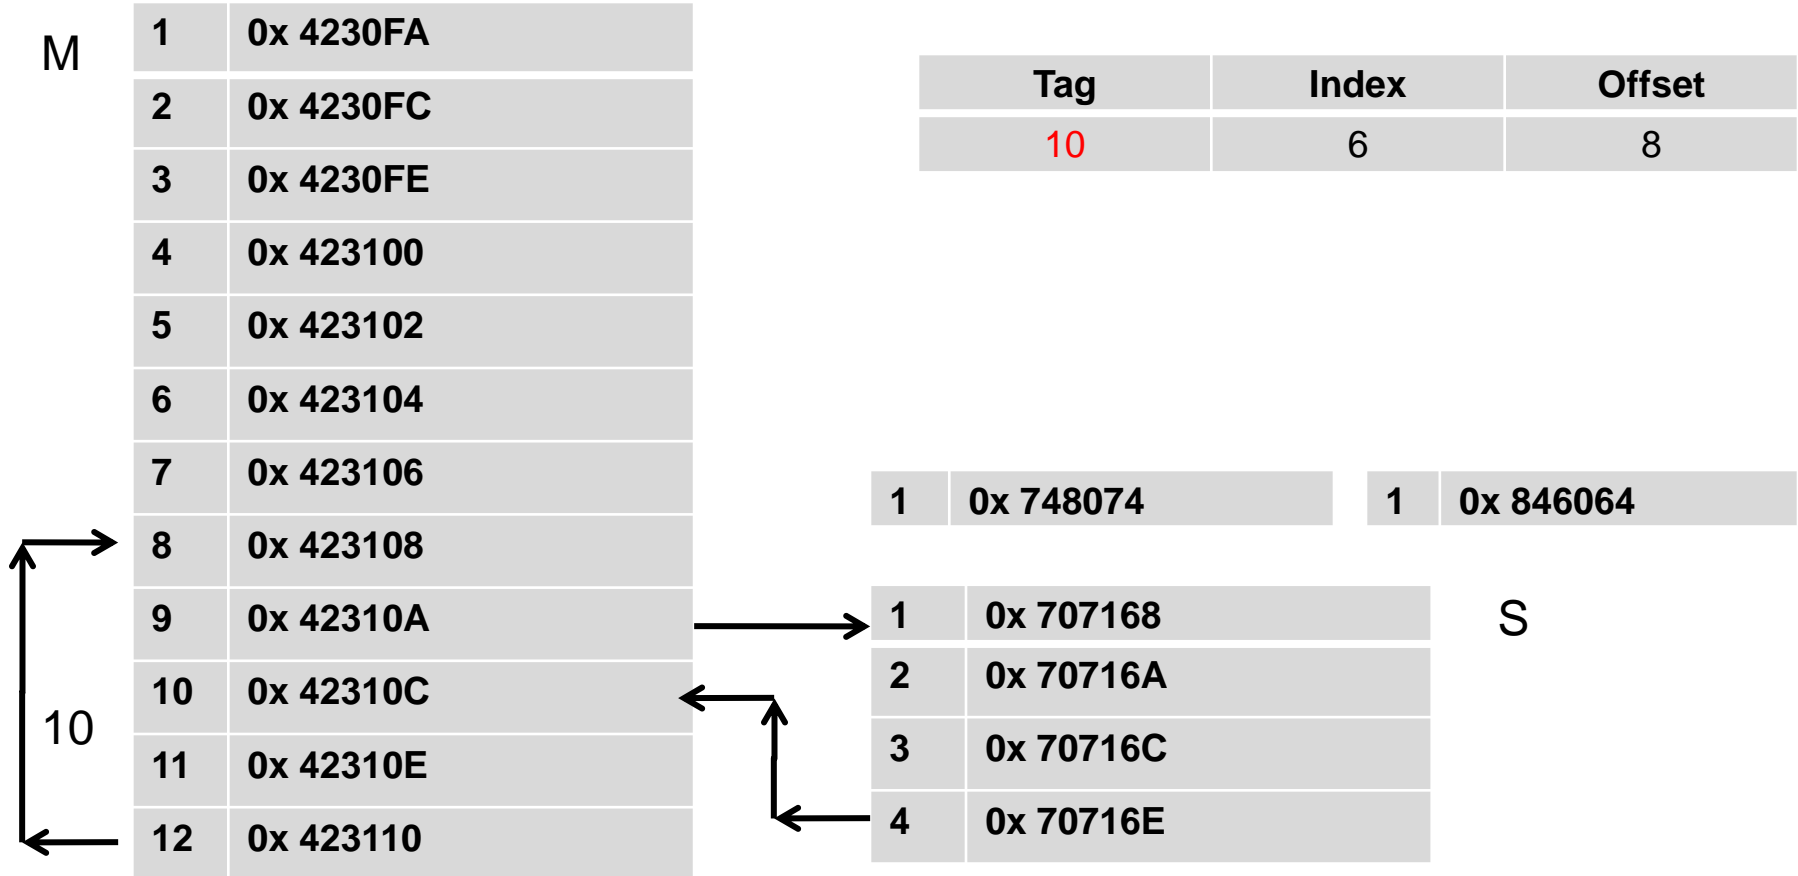 M
1 0x 4230FA
2 0x 4230FC
3 0x 4230FE
4 0x 423100
5 0x 423102
6 0x 423104
7 0x 423106
8 0x 423108
9 0x 42310A
10 0x 42310C
11 0x 42310E
12 0x 423110
10
Tag Index Offset
10 6 8
1 0x 748074
1 0x 846064
1 0x 707168
2 0x 70716A
3 0x 70716C
4 0x 70716E
S